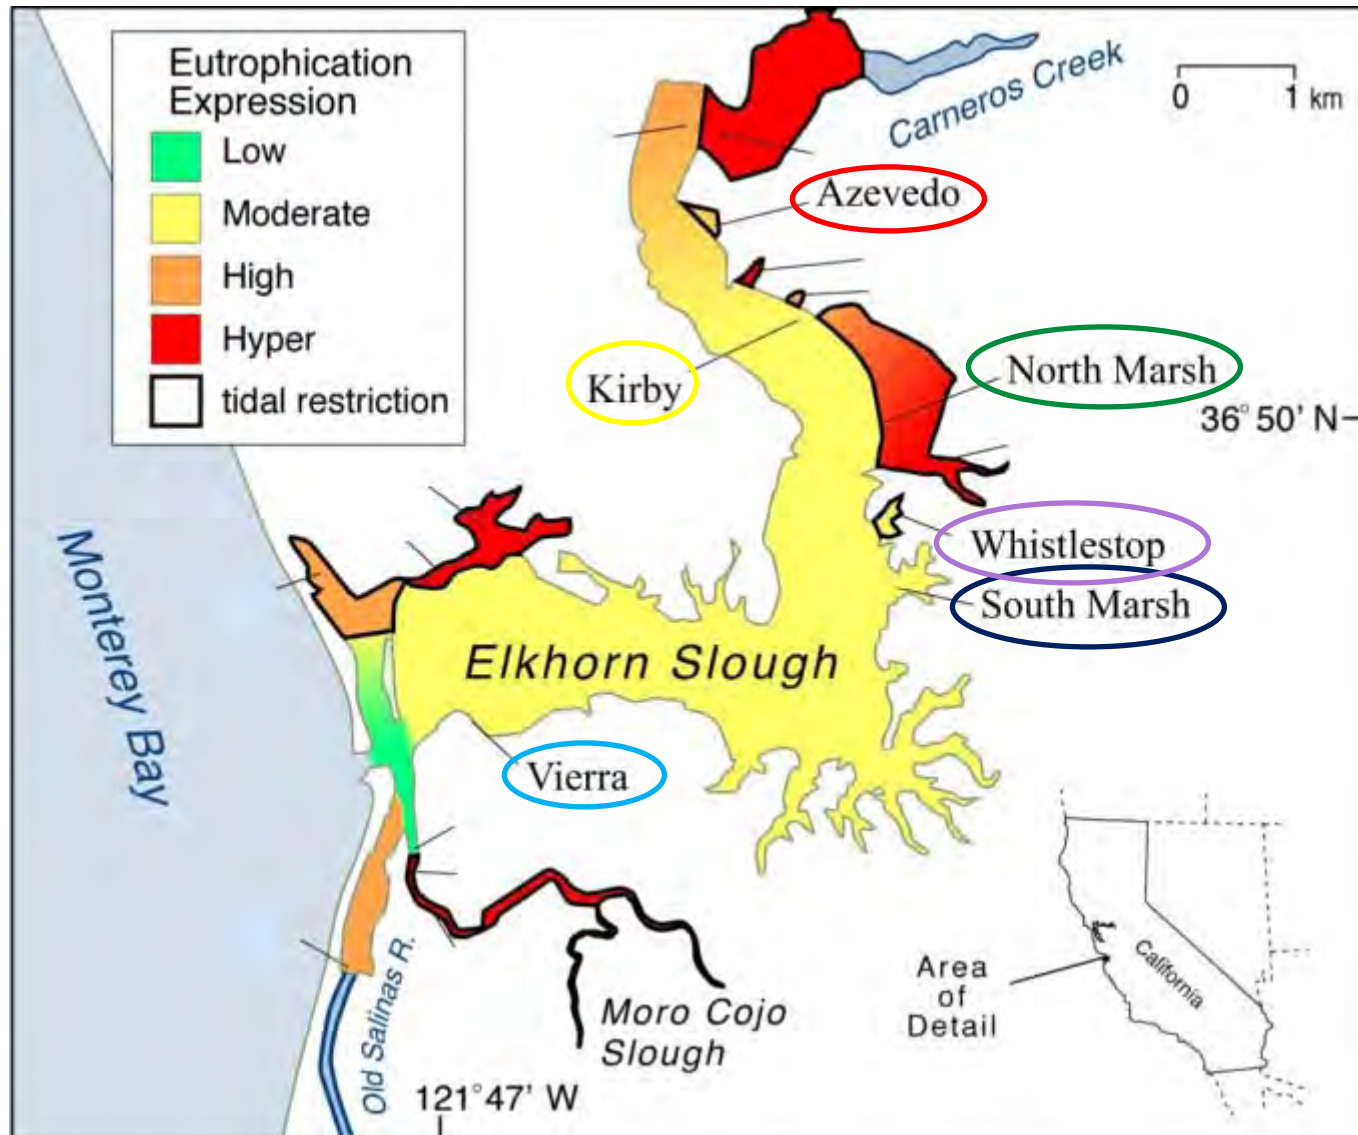 Eutrophication
Expression
Low
Moderate
High
Hyper
tidal restriction
Carneros Creek
0 1 km
Azevedo
Kirby
North Marsh
36° 50' N
Whistlestop
South Marsh
Monterey Bay
Elkhorn Slough
Vierra
Old Salinas R.
Moro Cojo
Slough
121°47' W
California
Area
of
Detail